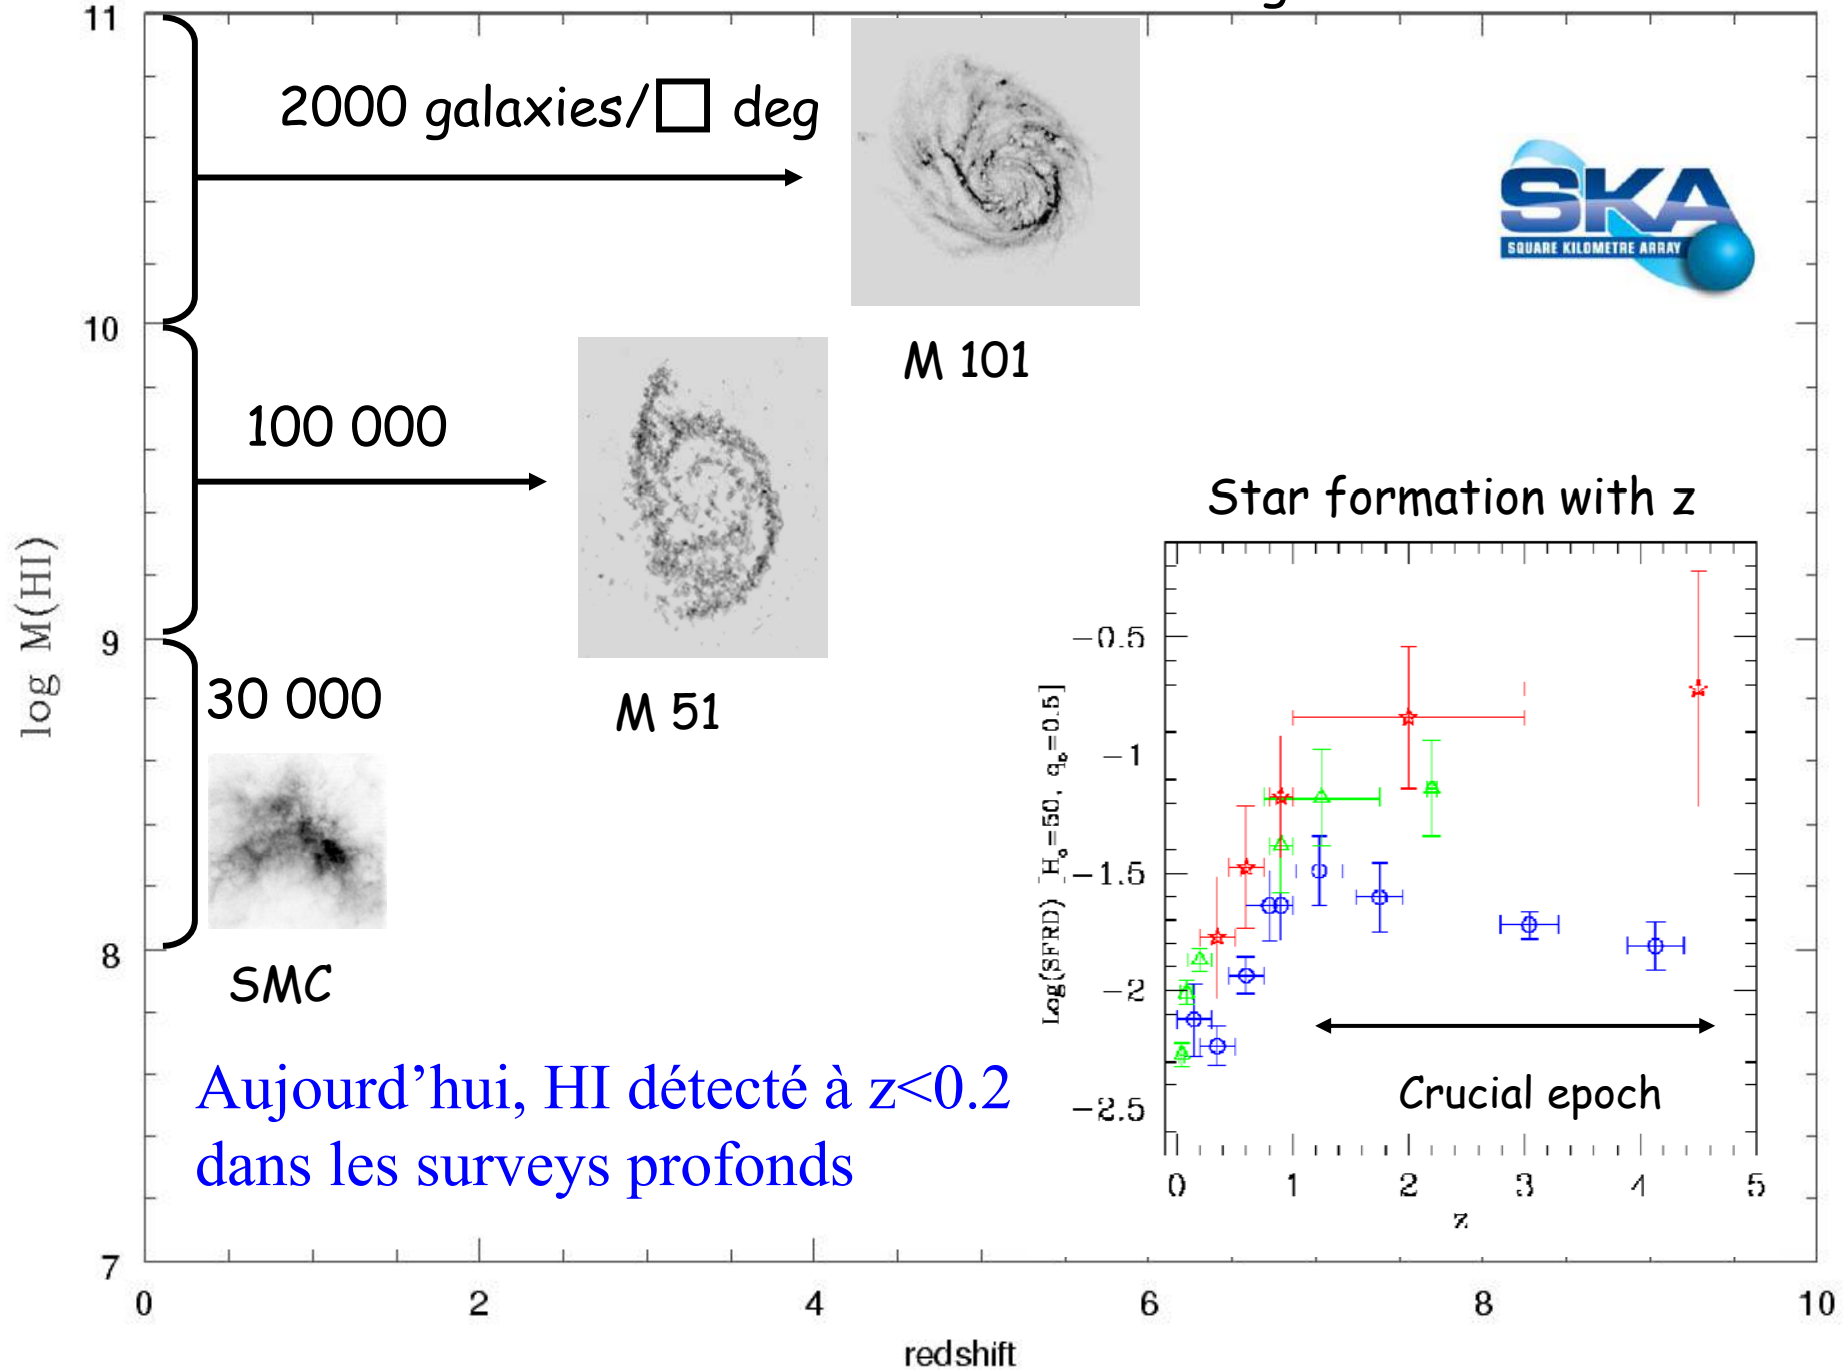 11
2000 galaxies/□ deg
SKA
SQUARE KILOMETRE ARRAY
10
M 101
100 000
Star formation with z
log M(HI)
9
30 000
M 51
SMC
8
Log(SFRD) [H₀=50, q₀=0.5]
−0.5
−1
−1.5
−2
−2.5
Crucial epoch
0 1 2 3 4 5
z
Aujourd’hui, HI détecté à z<0.2
dans les surveys profonds
7
0 2 4 6 8 10
redshift